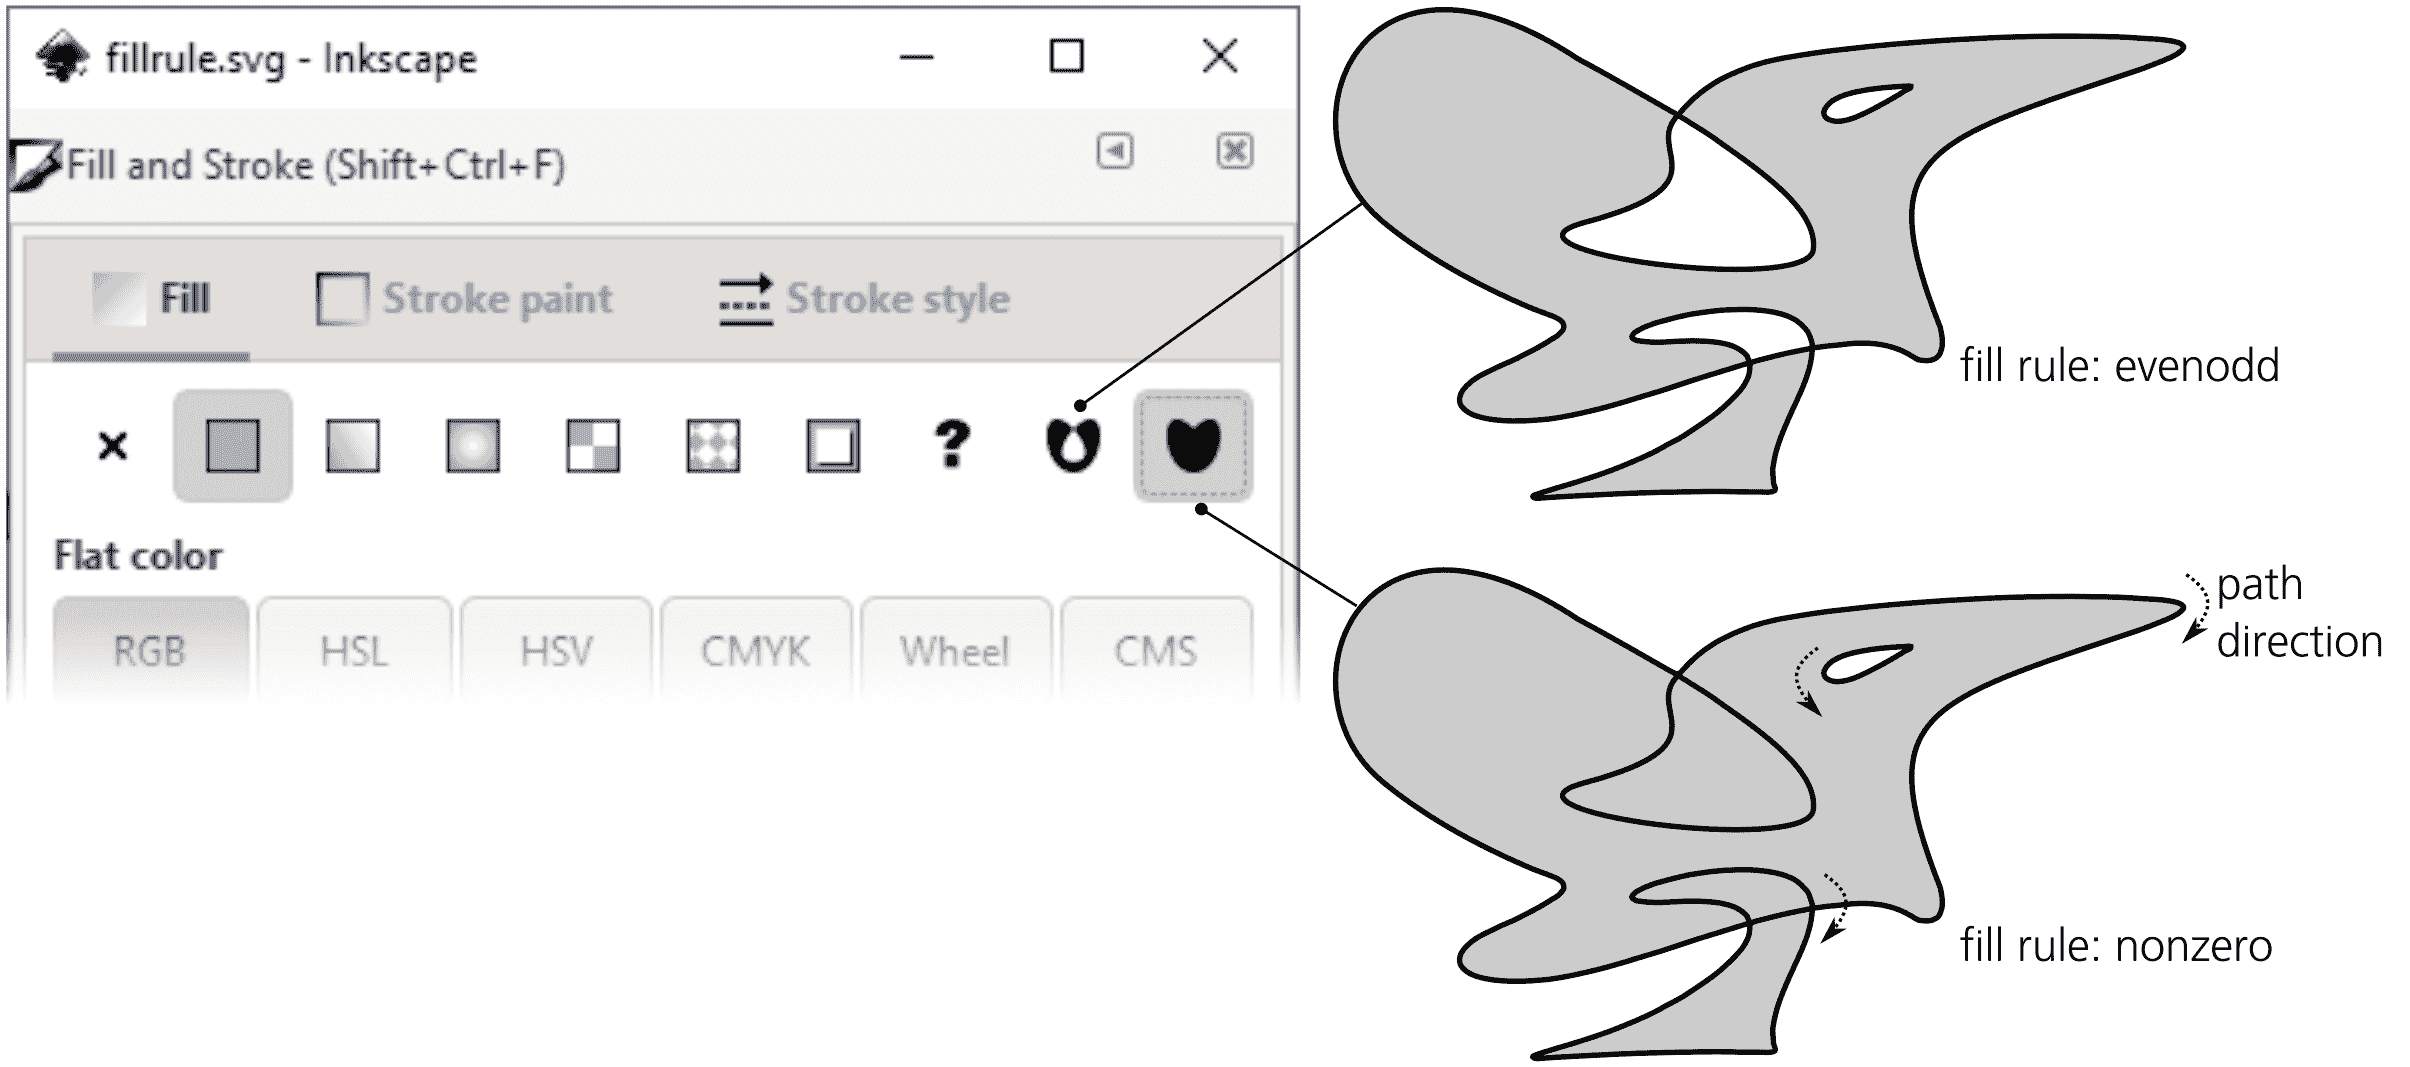 fillrule.svg - Inkscape
Fill and Stroke (Shift+Ctrl+F)
Fill
Stroke paint
Stroke style
?
Flat color
RGB
HSL
HSV
CMYK
Wheel
CMS
fill rule: evenodd
path
direction
fill rule: nonzero